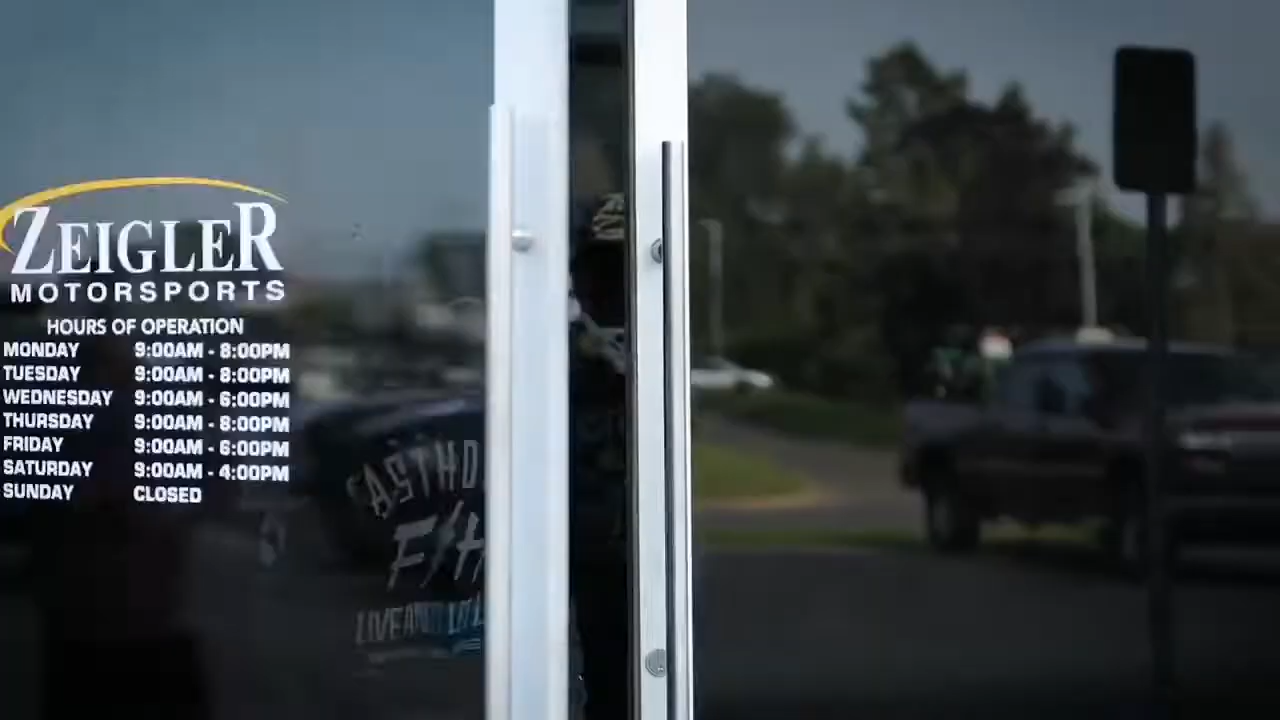 ZEIGLER
MOTORSPORTS
HOURS OF OPERATION
MONDAY 9:00AM - 8:00PM
TUESDAY 9:00AM - 8:00PM
WEDNESDAY 9:00AM - 6:00PM
THURSDAY 9:00AM - 8:00PM
FRIDAY 9:00AM - 6:00PM
SATURDAY 9:00AM - 4:00PM
SUNDAY CLOSED